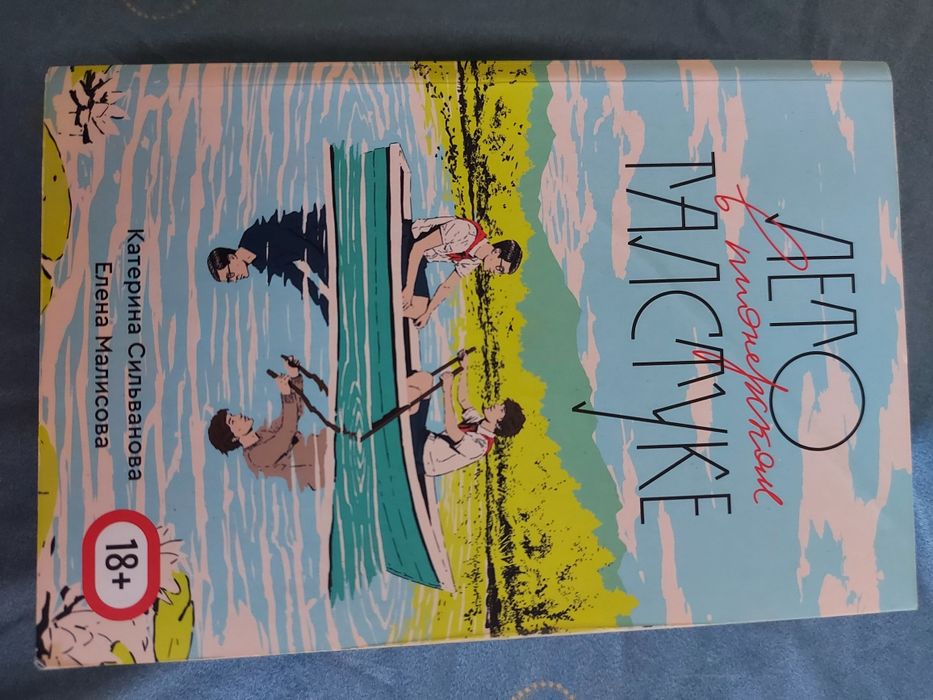 ЛЕТО
в пионерском
ГАЛСТУКЕ
Катерина Сильванова
Елена Малисова
18+